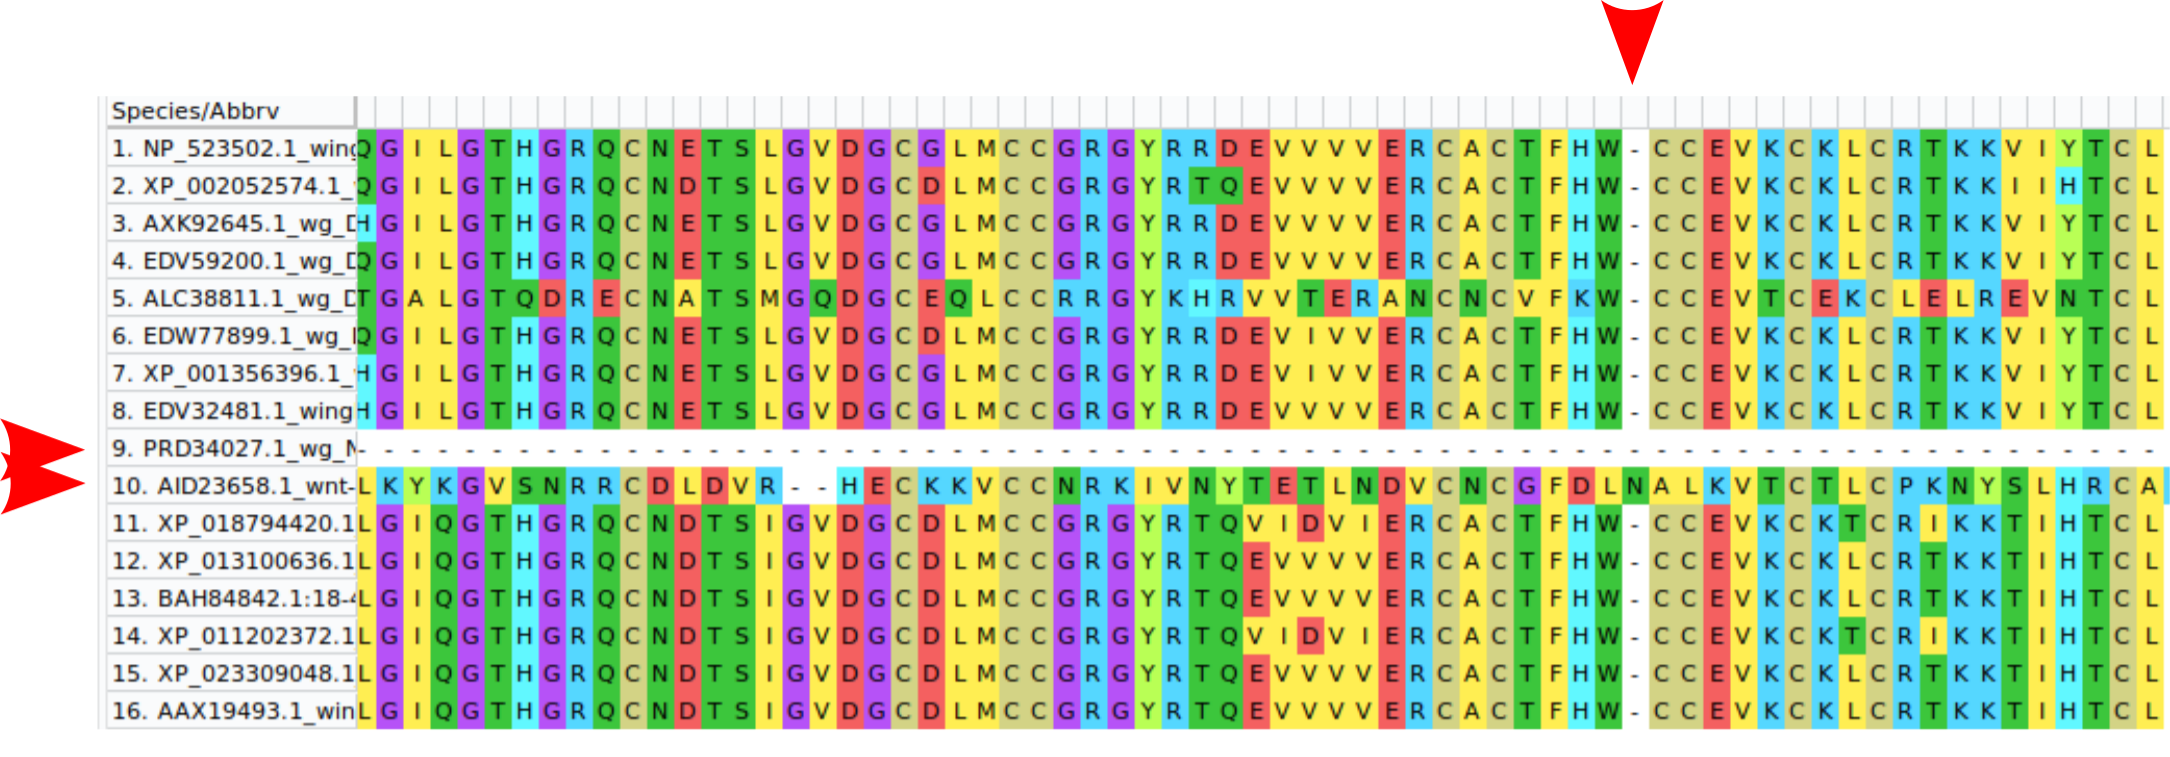 Species/Abbrv
1. NP_523502.1_wing Q G I L G T H G R Q C N E T S L G V D G C G L M C C G R G Y R R D E V V V V E R C A C T F H W - C C E V K C K L C R T K K V I Y T C L
2. XP_002052574.1_ Q G I L G T H G R Q C N D T S L G V D G C D L M C C G R G Y R T Q E V V V V E R C A C T F H W - C C E V K C K L C R T K K I I H T C L
3. AXK92645.1_wg_D H G I L G T H G R Q C N E T S L G V D G C G L M C C G R G Y R R D E V V V V E R C A C T F H W - C C E V K C K L C R T K K V I Y T C L
4. EDV59200.1_wg_D Q G I L G T H G R Q C N E T S L G V D G C G L M C C G R G Y R R D E V V V V E R C A C T F H W - C C E V K C K L C R T K K V I Y T C L
5. ALC38811.1_wg_D T G A L G T Q D R E C N A T S M G Q D G C E Q L C C R R G Y K H R V V T E R A N C N C V F K W - C C E V T C E K C L E L R E V N T C L
6. EDW77899.1_wg_ Q G I L G T H G R Q C N E T S L G V D G C D L M C C G R G Y R R D E V I V V E R C A C T F H W - C C E V K C K L C R T K K V I Y T C L
7. XP_001356396.1_ H G I L G T H G R Q C N E T S L G V D G C G L M C C G R G Y R R D E V I V V E R C A C T F H W - C C E V K C K L C R T K K V I Y T C L
8. EDV32481.1_wing H G I L G T H G R Q C N E T S L G V D G C G L M C C G R G Y R R D E V V V V E R C A C T F H W - C C E V K C K L C R T K K V I Y T C L
9. PRD34027.1_wg_N - - - - - - - - - - - - - - - - - - - - - - - - - - - - - - - - - - - - - - - - - - - - - - - - - - - - - - - - - - - - - - - - - - -
10. AID23658.1_wnt- L K Y K G V S N R R C D L D V R - - H E C K K V C C N R K I V N Y T E T L N D V C N C G F D L N A L K V T C T L C P K N Y S L H R C A
11. XP_018794420.1 L G I Q G T H G R Q C N D T S I G V D G C D L M C C G R G Y R T Q V I D V I E R C A C T F H W - C C E V K C K T C R I K K T I H T C L
12. XP_013100636.1 L G I Q G T H G R Q C N D T S I G V D G C D L M C C G R G Y R T Q E V V V V E R C A C T F H W - C C E V K C K L C R T K K T I H T C L
13. BAH84842.1:18-4 L G I Q G T H G R Q C N D T S I G V D G C D L M C C G R G Y R T Q E V V V V E R C A C T F H W - C C E V K C K L C R T K K T I H T C L
14. XP_011202372.1 L G I Q G T H G R Q C N D T S I G V D G C D L M C C G R G Y R T Q V I D V I E R C A C T F H W - C C E V K C K T C R I K K T I H T C L
15. XP_023309048.1 L G I Q G T H G R Q C N D T S I G V D G C D L M C C G R G Y R T Q E V V V V E R C A C T F H W - C C E V K C K L C R T K K T I H T C L
16. AAX19493.1_win L G I Q G T H G R Q C N D T S I G V D G C D L M C C G R G Y R T Q E V V V V E R C A C T F H W - C C E V K C K L C R T K K T I H T C L